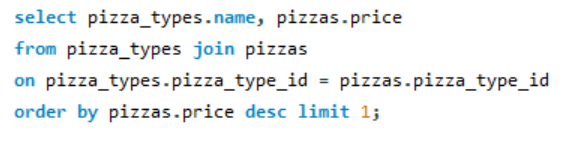 select pizza_types.name, pizzas.price
from pizza_types join pizzas
on pizza_types.pizza_type_id = pizzas.pizza_type_id
order by pizzas.price desc limit 1;